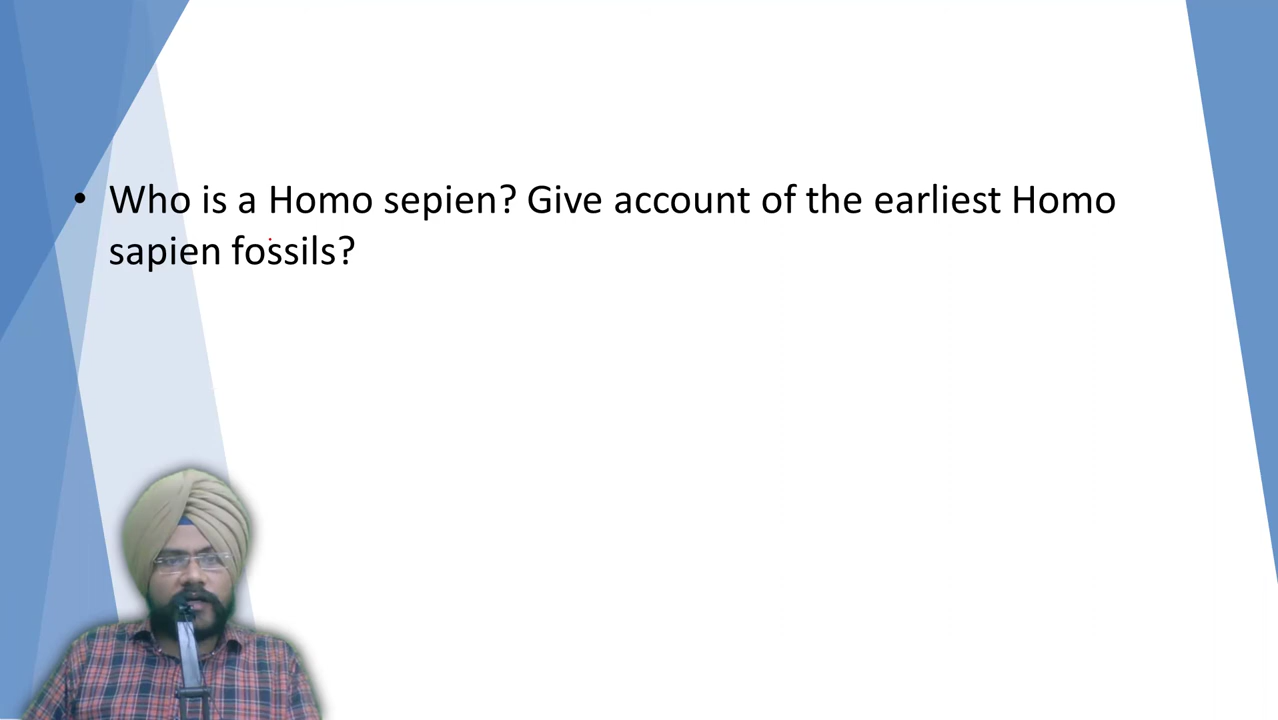 • Who is a Homo sepien? Give account of the earliest Homo
sapien fossils?